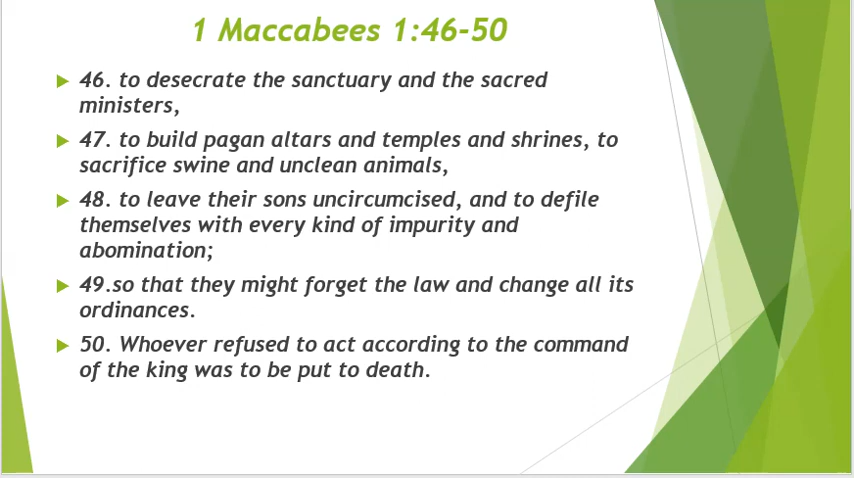 1 Maccabees 1:46-50
46. to desecrate the sanctuary and the sacred
ministers,
47. to build pagan altars and temples and shrines, to
sacrifice swine and unclean animals,
48. to leave their sons uncircumcised, and to defile
themselves with every kind of impurity and
abomination;
49.so that they might forget the law and change all its
ordinances.
50. Whoever refused to act according to the command
of the king was to be put to death.